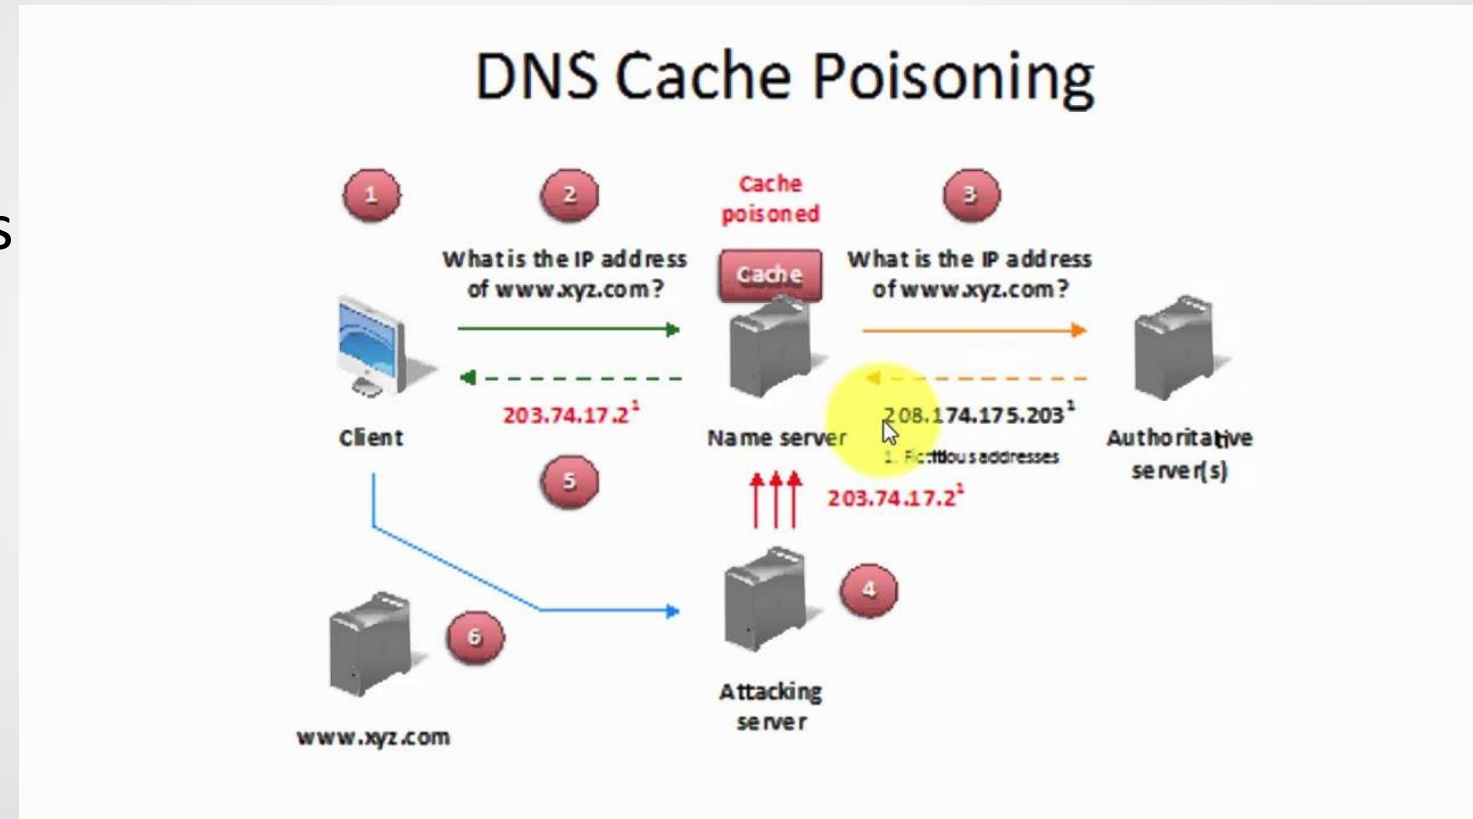 s
DNS Cache Poisoning
1
2
Cache
poisoned
3
What is the IP address
of www.xyz.com?
Cache
What is the IP address
of www.xyz.com?
203.74.17.2¹
208.174.175.203¹
Client
Name server
1. Fictitious addresses
Authoritative
server(s)
5
203.74.17.2¹
4
6
Attacking
server
www.xyz.com